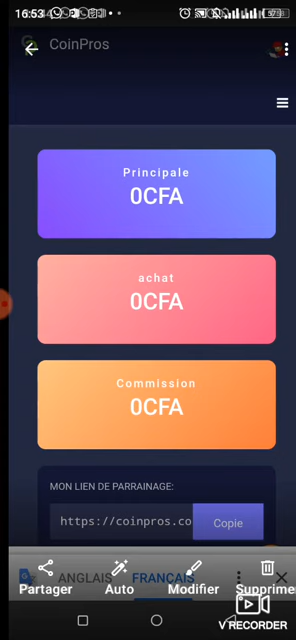 16:53
CoinPros
Principale
0CFA
achat
0CFA
Commission
0CFA
MON LIEN DE PARRAINAGE:
https://coinpros.co Copie
ANGLAIS FRANÇAIS
Partager Auto Modifier Supprime
V RECORDER